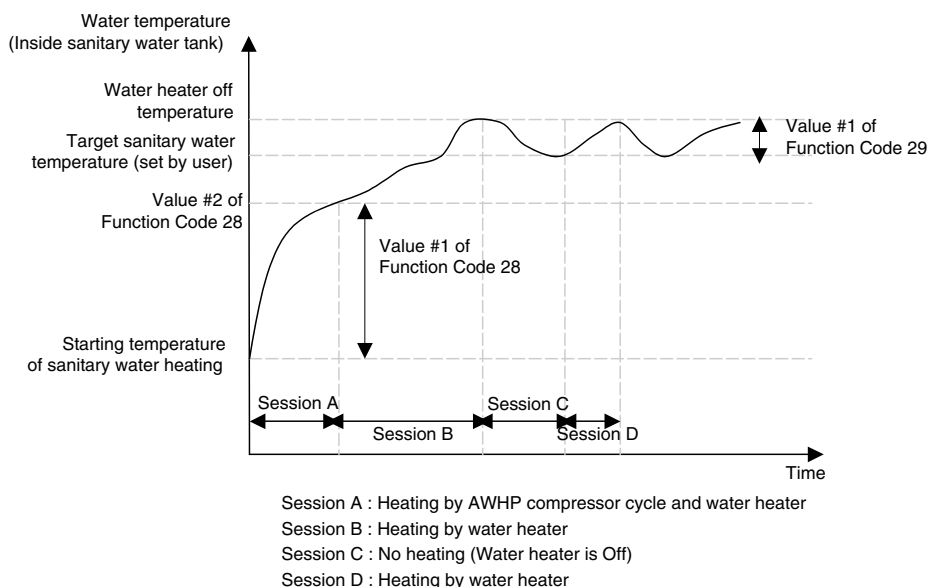 Water temperature
(Inside sanitary water tank)
Water heater off
temperature
Target sanitary water
temperature (set by user)
Value #2 of
Function Code 28
Starting temperature
of sanitary water heating
Value #1 of
Function Code 28
Value #1 of
Function Code 29
Session A
Session B
Session C
Session D
Time
Session A : Heating by AWHP compressor cycle and water heater
Session B : Heating by water heater
Session C : No heating (Water heater is Off)
Session D : Heating by water heater